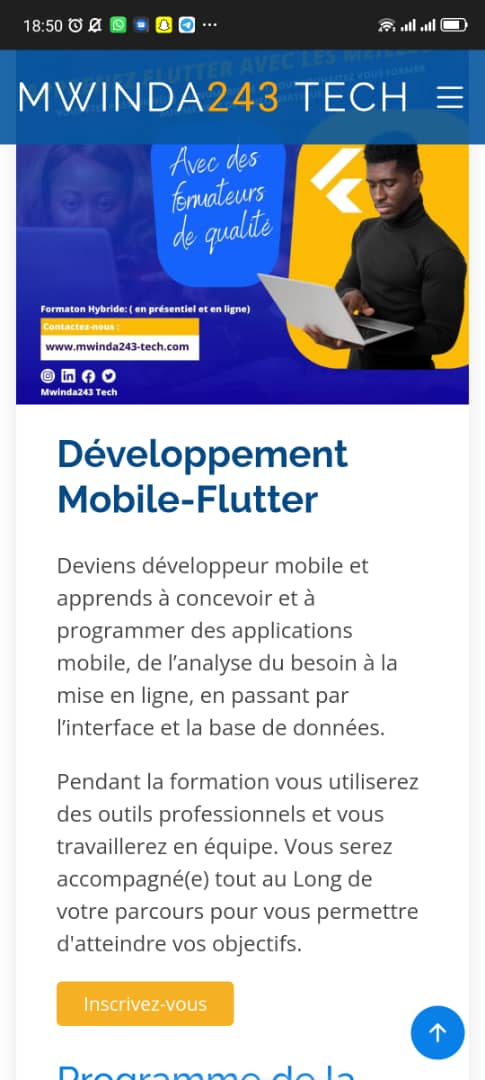 18:50
MWINDA243 TECH
Avec des
formateurs
de qualité
Formaton Hybride: ( en présentiel et en ligne)
Contactez-nous :
www.mwinda243-tech.com
Mwinda243 Tech
Développement
Mobile-Flutter
Deviens développeur mobile et
apprends à concevoir et à
programmer des applications
mobile, de l’analyse du besoin à la
mise en ligne, en passant par
l’interface et la base de données.
Pendant la formation vous utiliserez
des outils professionnels et vous
travaillerez en équipe. Vous serez
accompagné(e) tout au Long de
votre parcours pour vous permettre
d'atteindre vos objectifs.
Inscrivez-vous
Programme de la